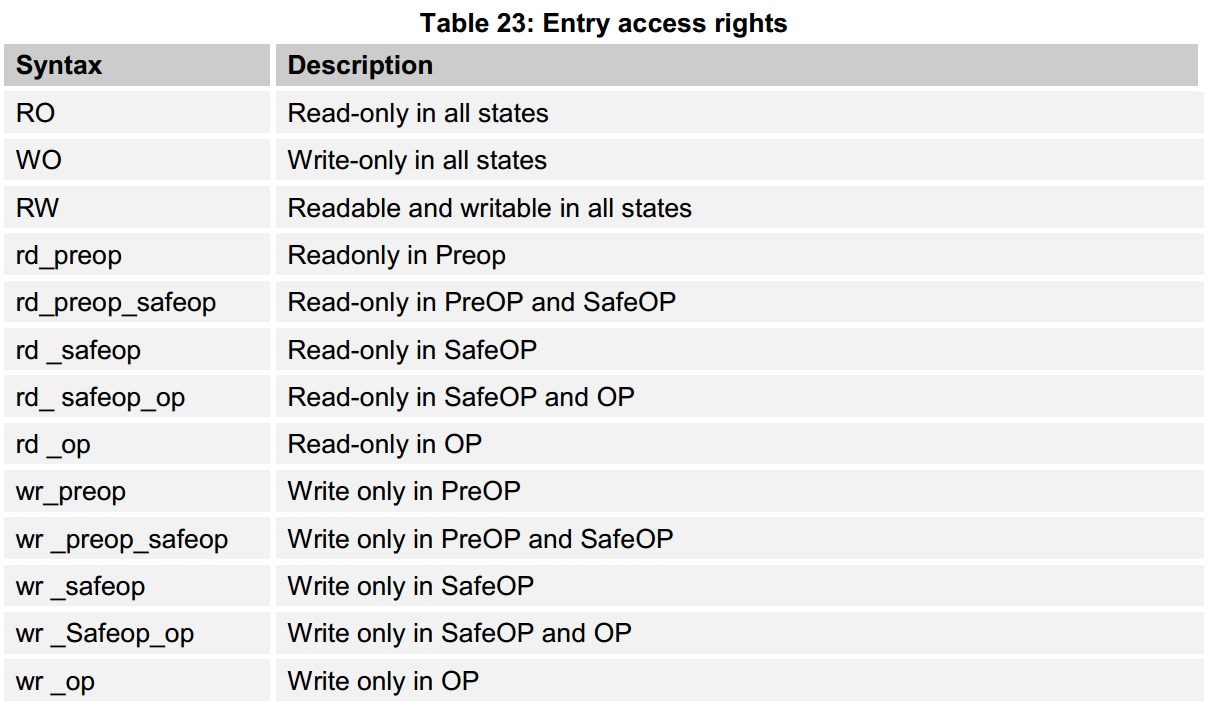 Table 23: Entry access rights
Syntax Description
RO Read-only in all states
WO Write-only in all states
RW Readable and writable in all states
rd_preop Readonly in Preop
rd_preop_safeop Read-only in PreOP and SafeOP
rd _safeop Read-only in SafeOP
rd_ safeop_op Read-only in SafeOP and OP
rd _op Read-only in OP
wr_preop Write only in PreOP
wr _preop_safeop Write only in PreOP and SafeOP
wr _safeop Write only in SafeOP
wr _Safeop_op Write only in SafeOP and OP
wr _op Write only in OP